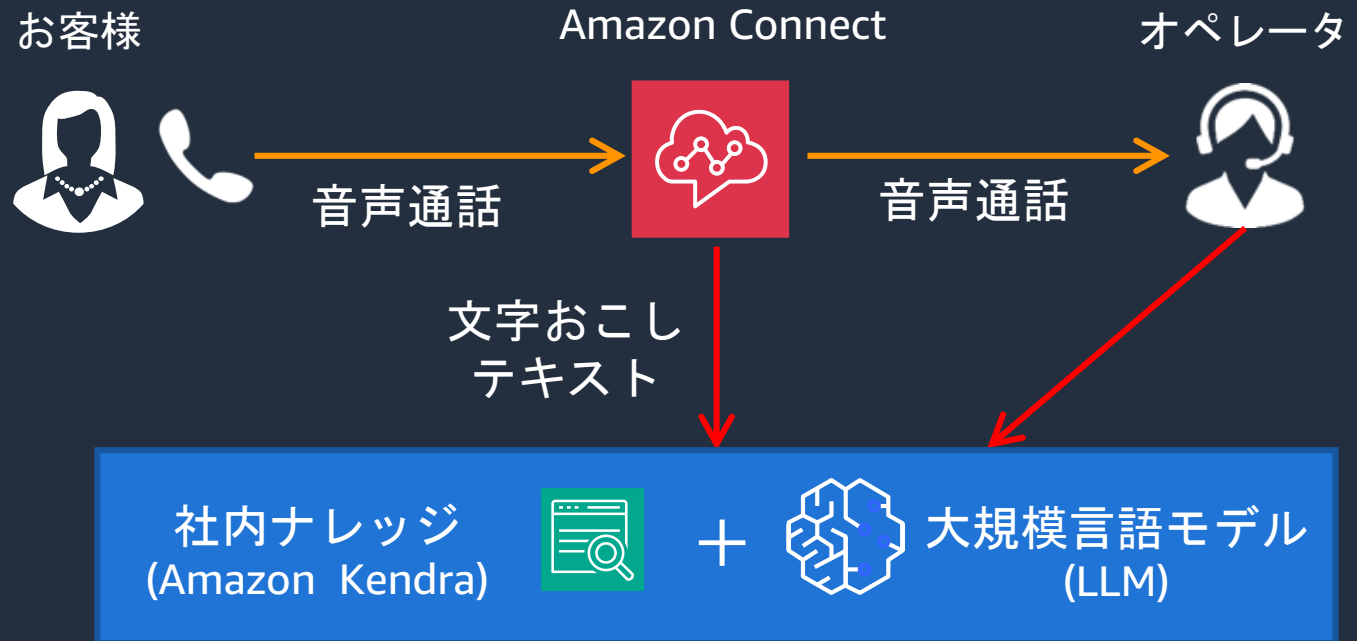 お客様
Amazon Connect
オペレータ
音声通話
音声通話
文字おこし
テキスト
社内ナレッジ
(Amazon Kendra)
+
大規模言語モデル
(LLM)